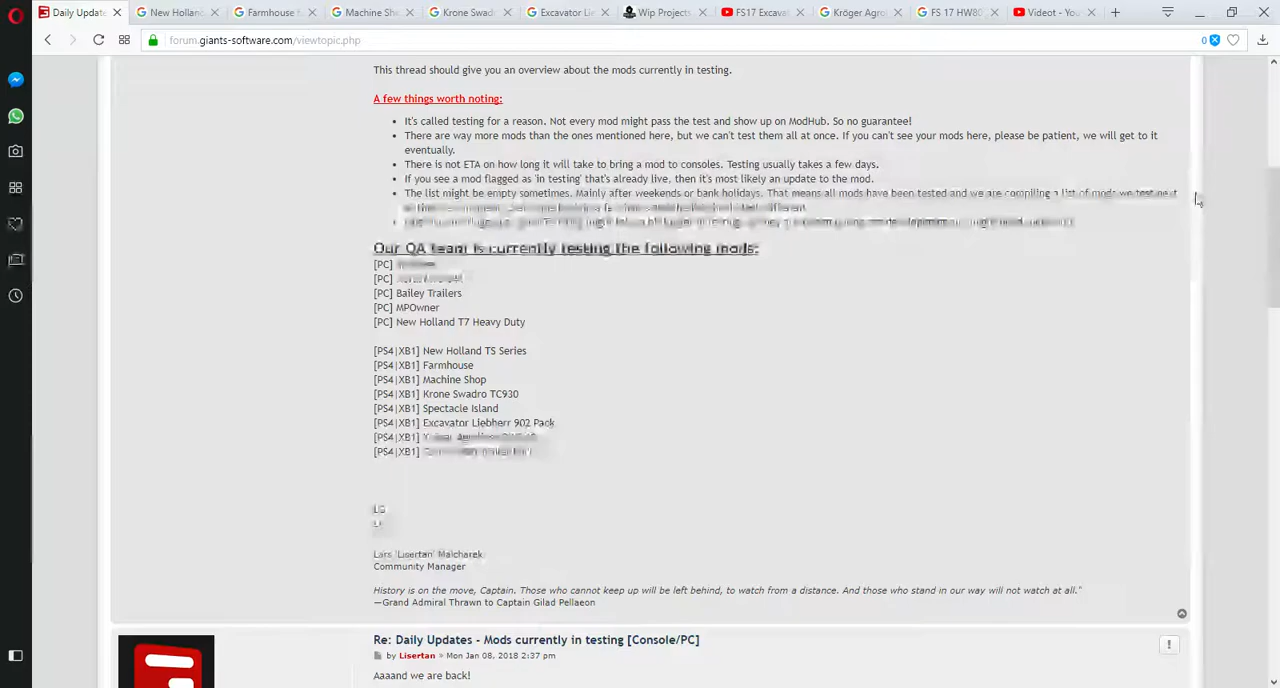 Daily Update
New Holland
Farmhouse f
Machine She
Krone Swad
Excavator Lie
Wip Projects
FS17 Excava
Kröger Agro
FS 17 HW80
Videot - You
forum.giants-software.com/viewtopic.php
0
This thread should give you an overview about the mods currently in testing.
A few things worth noting:
It's called testing for a reason. Not every mod might pass the test and show up on ModHub. So no guarantee!
There are way more mods than the ones mentioned here, but we can't test them all at once. If you can't see your mods here, please be patient, we will get to it
eventually.
There is not ETA on how long it will take to bring a mod to consoles. Testing usually takes a few days.
If you see a mod flagged as 'in testing' that's already live, then it's most likely an update to the mod.
The list might be empty sometimes. Mainly after weekends or bank holidays. That means all mods have been tested and we are compiling a list of mods we test next
Our QA team is currently testing the following mods:
[PC]
[PC]
[PC] Bailey Trailers
[PC] MPOwner
[PC] New Holland T7 Heavy Duty
[PS4|XB1] New Holland TS Series
[PS4|XB1] Farmhouse
[PS4|XB1] Machine Shop
[PS4|XB1] Krone Swadro TC930
[PS4|XB1] Spectacle Island
[PS4|XB1] Excavator Liebherr 902 Pack
[PS4|XB1]
[PS4|XB1]
LG
Lars 'Lisertan' Malcharek
Community Manager
History is on the move, Captain. Those who cannot keep up will be left behind, to watch from a distance. And those who stand in our way will not watch at all."
—Grand Admiral Thrawn to Captain Gilad Pellaeon
Re: Daily Updates - Mods currently in testing [Console/PC]
by Lisertan » Mon Jan 08, 2018 2:37 pm
Aaaand we are back!